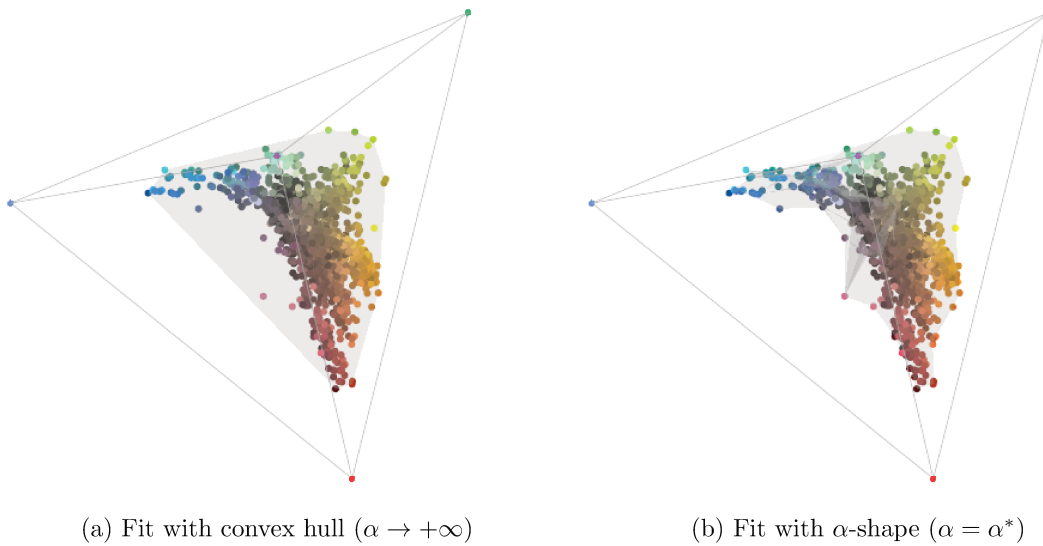 (a) Fit with convex hull (α → +∞)
(b) Fit with α-shape (α = α*)